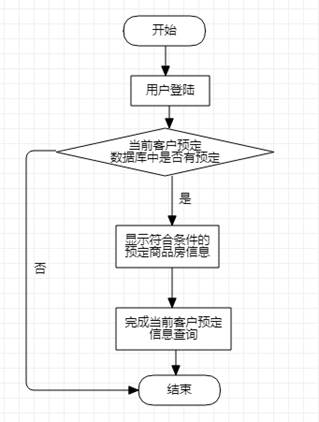 开始
用户登陆
当前客户预定
数据库中是否有预定
是
显示符合条件的
预定商品房信息
否
完成当前客户预定
信息查询
结束